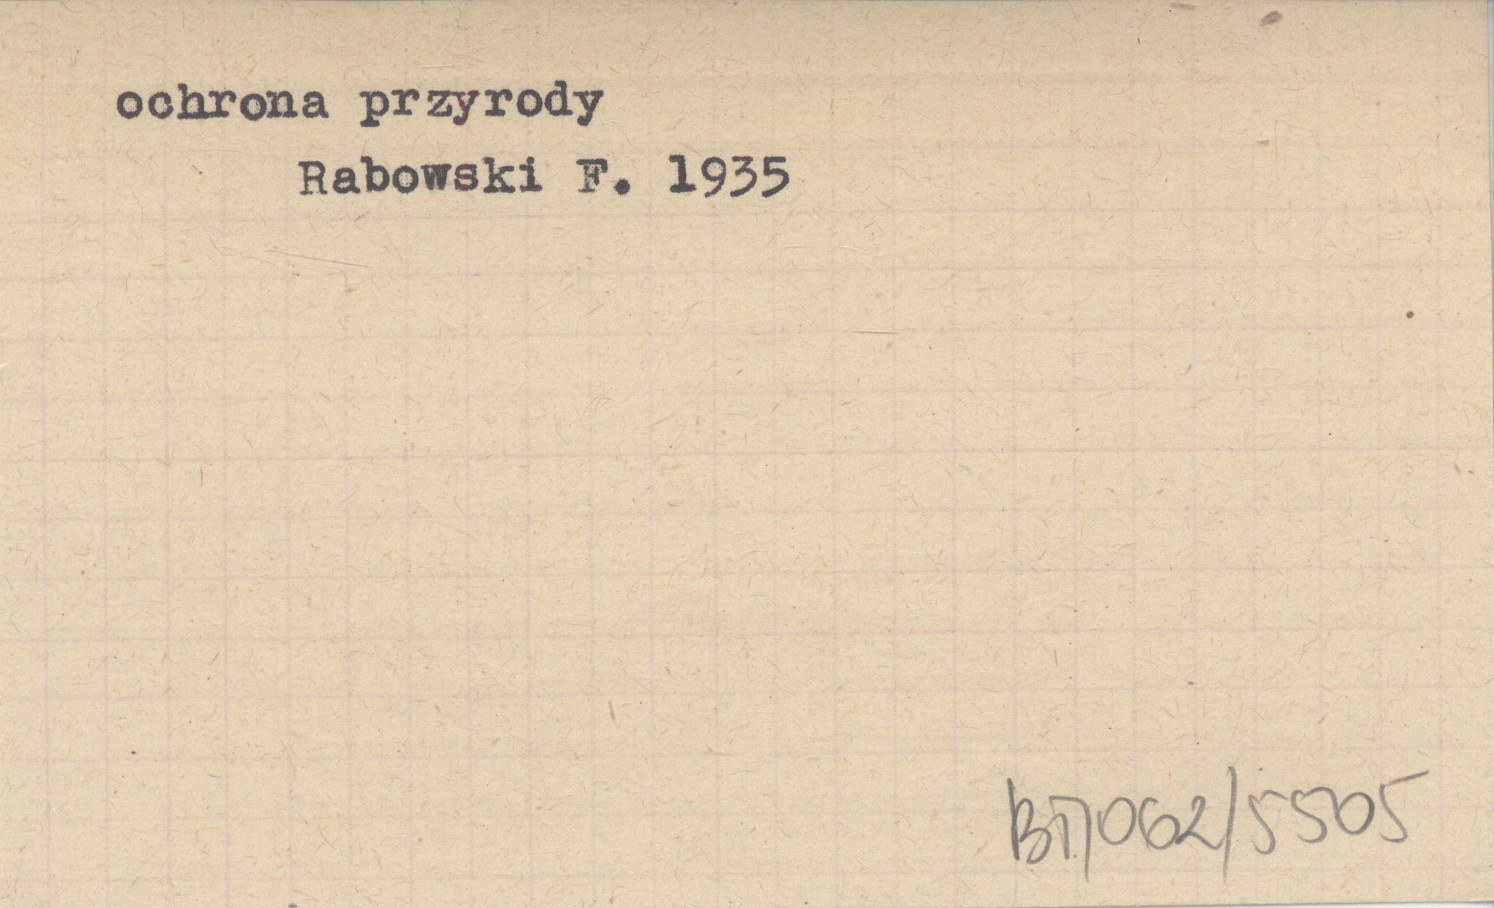 ochrona przyrody
Rabowski F. 1935
BT/062/5505